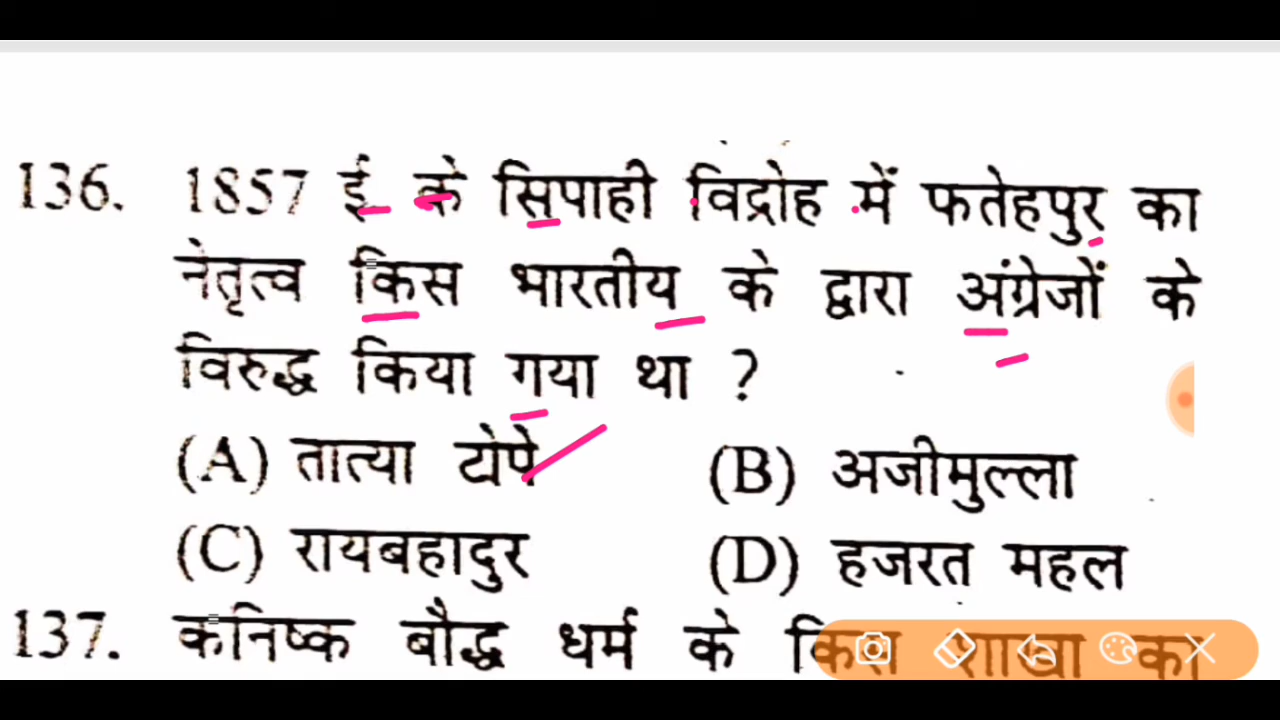 136. 1857 ई के सिपाही विद्रोह में फतेहपुर का
नेतृत्व किस भारतीय के द्वारा अंग्रेजों के
विरुद्ध किया गया था ?
(A) तात्या टोपे (B) अजीमुल्ला
(C) रायबहादुर (D) हजरत महल
137. कनिष्क बौद्ध धर्म के किस शाखा का